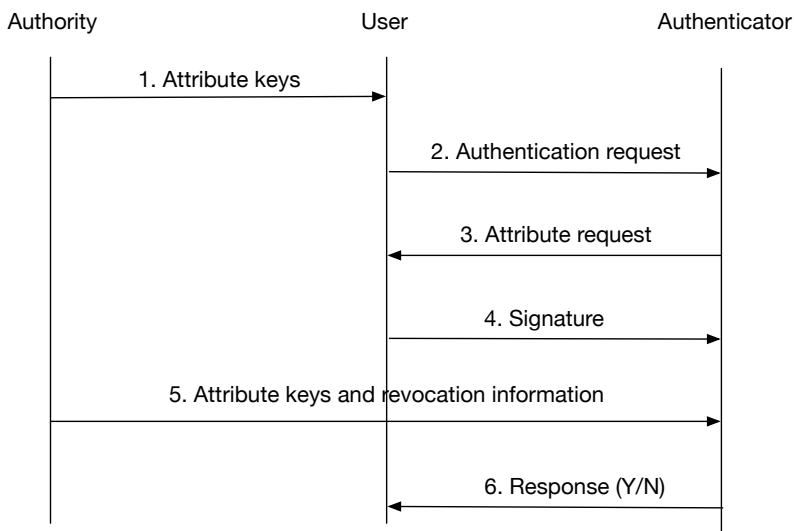 Authority User Authenticator
1. Attribute keys
2. Authentication request
3. Attribute request
4. Signature
5. Attribute keys and revocation information
6. Response (Y/N)